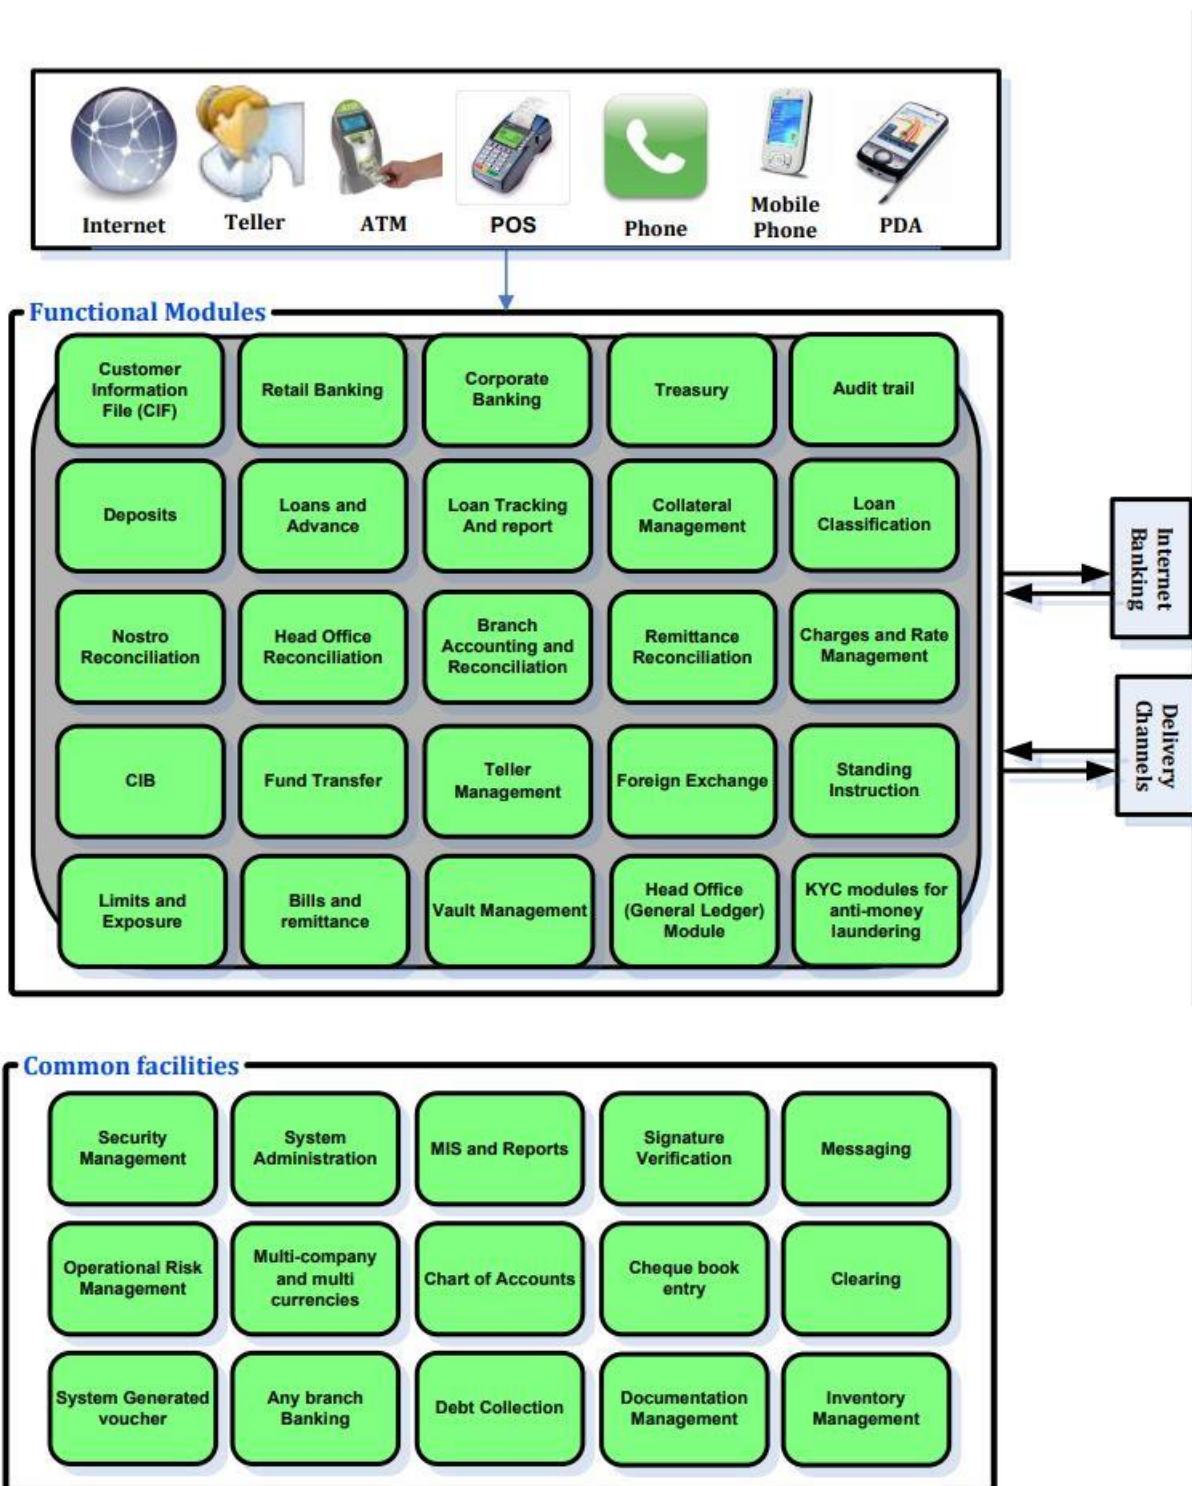 Internet
Teller
ATM
POS
Phone
Mobile
Phone
PDA
Functional Modules
Customer
Information
File (CIF)
Retail Banking
Corporate
Banking
Treasury
Audit trail
Deposits
Loans and
Advance
Loan Tracking
And report
Collateral
Management
Loan
Classification
Nostro
Reconciliation
Head Office
Reconciliation
Branch
Accounting and
Reconciliation
Remittance
Reconciliation
Charges and Rate
Management
CIB
Fund Transfer
Teller
Management
Foreign Exchange
Standing
Instruction
Limits and
Exposure
Bills and
remittance
Vault Management
Head Office
(General Ledger)
Module
KYC modules for
anti-money
laundering
Internet
Banking
Delivery
Channels
Common facilities
Security
Management
System
Administration
MIS and Reports
Signature
Verification
Messaging
Operational Risk
Management
Multi-company
and multi
currencies
Chart of Accounts
Cheque book
entry
Clearing
System Generated
voucher
Any branch
Banking
Debt Collection
Documentation
Management
Inventory
Management